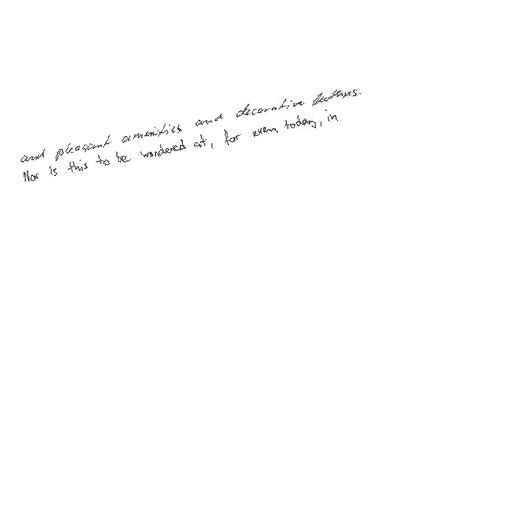 and pleasant amenities and decorative features.
Nor is this to be wondered at, for even today, in